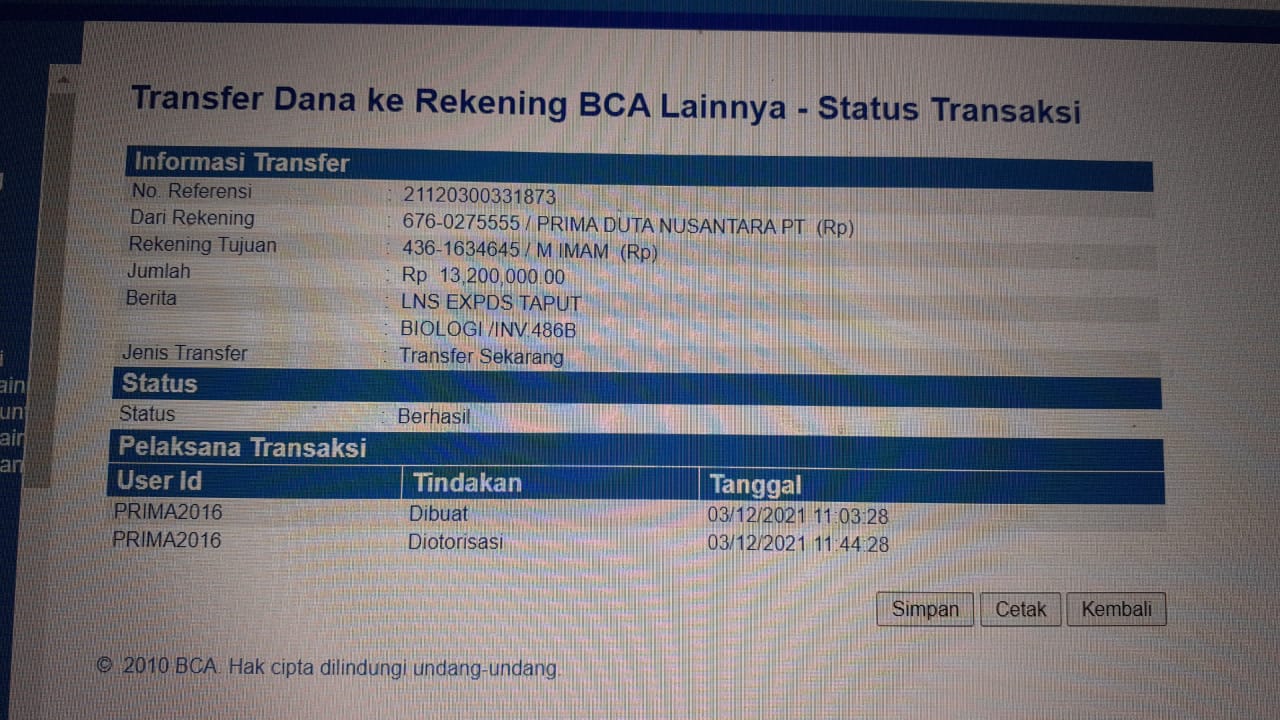 Transfer Dana ke Rekening BCA Lainnya - Status Transaksi
Informasi Transfer
No. Referensi : 21120300331873
Dari Rekening : 676-0275555 / PRIMA DUTA NUSANTARA PT (Rp)
Rekening Tujuan : 436-1634645 / M IMAM (Rp)
Jumlah : Rp 13,200,000.00
Berita : LNS EXPDS TAPUT
: BIOLOGI /INV.486B
Jenis Transfer : Transfer Sekarang
Status
Status : Berhasil
Pelaksana Transaksi
User Id Tindakan Tanggal
PRIMA2016 Dibuat 03/12/2021 11:03:28
PRIMA2016 Diotorisasi 03/12/2021 11:44:28
Simpan Cetak Kembali
© 2010 BCA. Hak cipta dilindungi undang-undang.